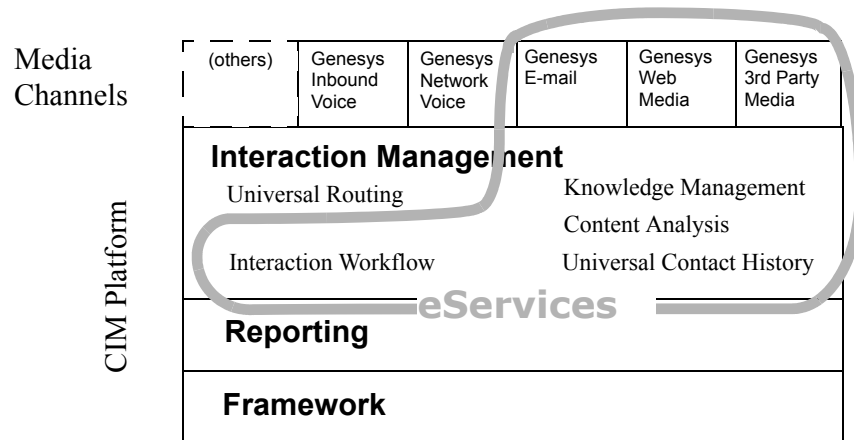 Media
Channels
(others)
Genesys
Inbound
Voice
Genesys
Network
Voice
Genesys
E-mail
Genesys
Web
Media
Genesys
3rd Party
Media
CIM Platform
Interaction Management
Universal Routing
Interaction Workflow
Knowledge Management
Content Analysis
Universal Contact History
eServices
Reporting
Framework